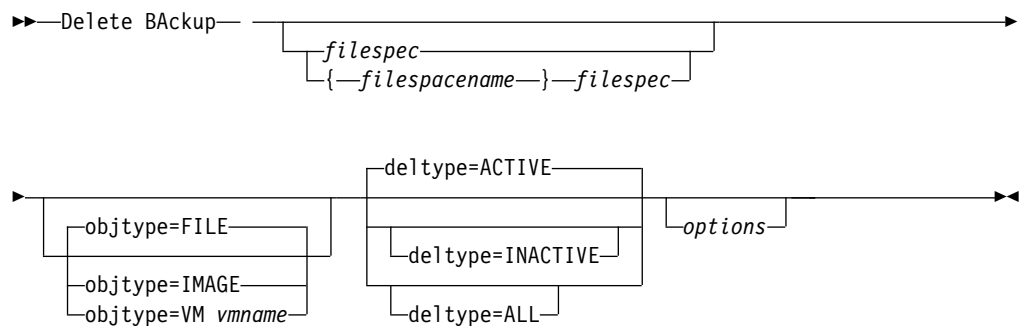 Delete BAckup
filespec
{ filespacename } filespec
deltype=ACTIVE
objtype=FILE
options
deltype=INACTIVE
objtype=IMAGE
objtype=VM vmname
deltype=ALL